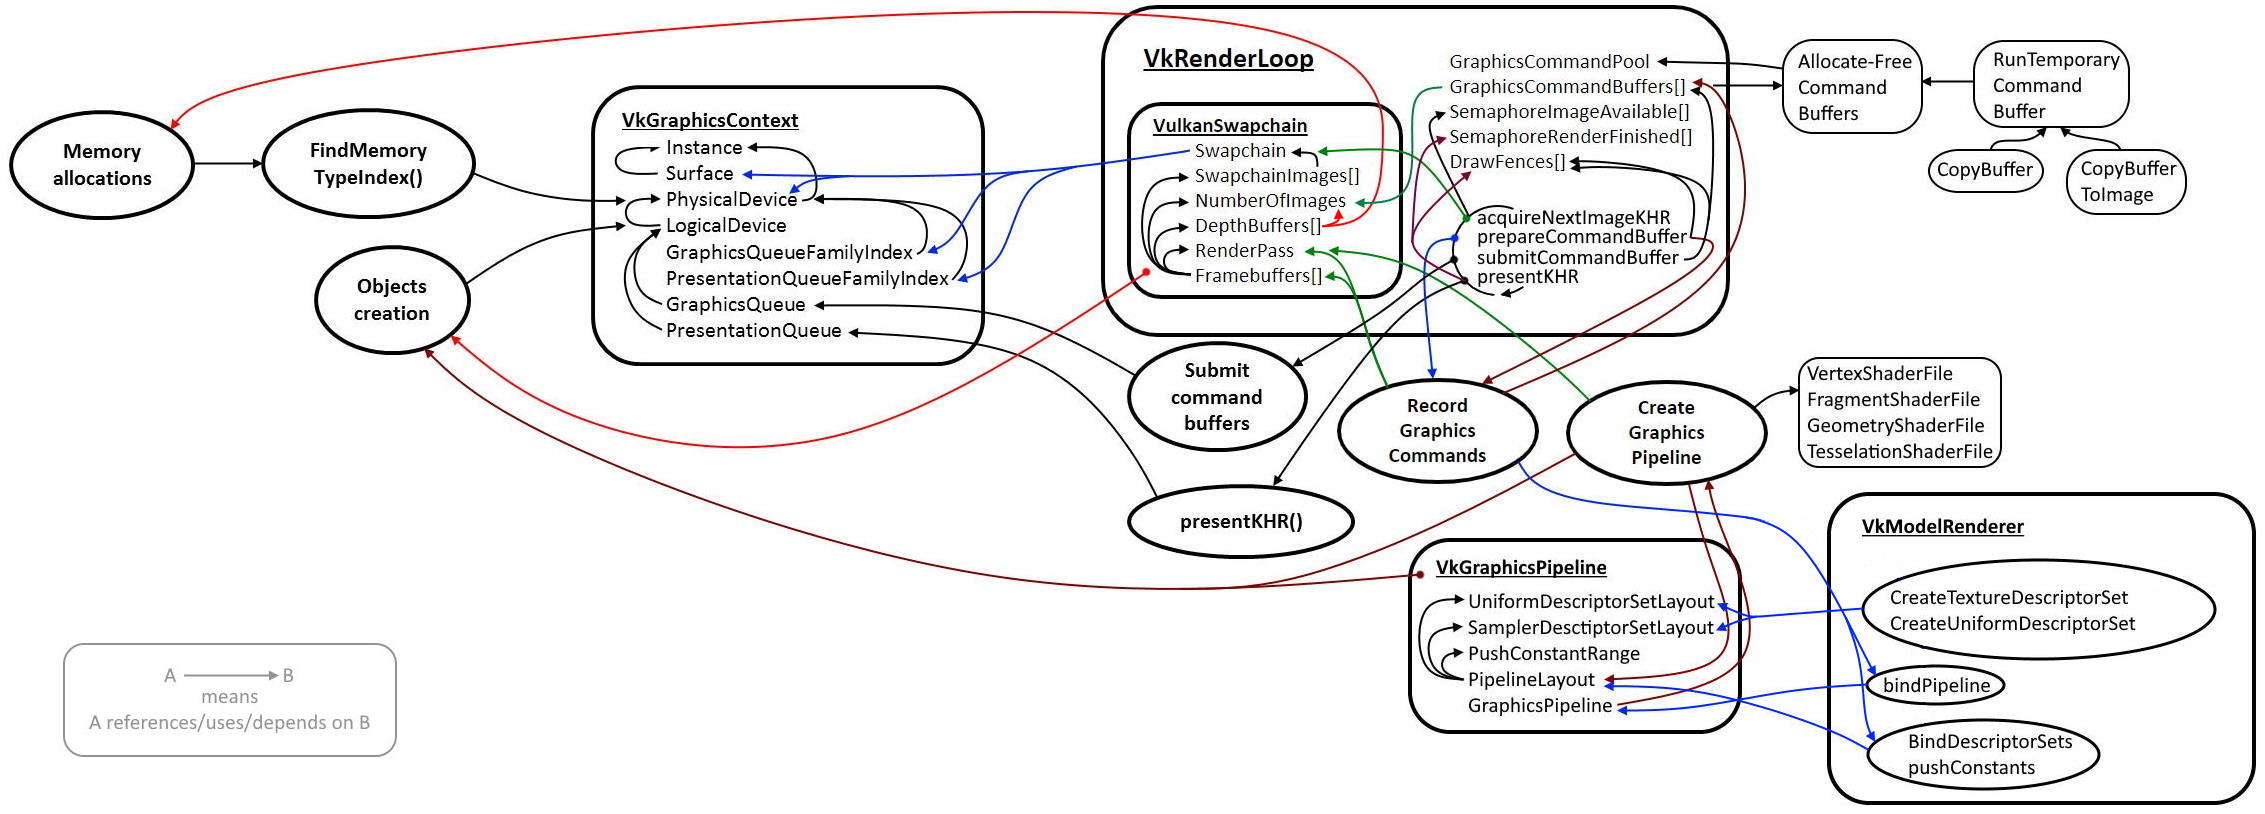 Memory
allocations
FindMemory
TypeIndex()
Objects
creation
VkGraphicsContext
Instance
Surface
PhysicalDevice
LogicalDevice
GraphicsQueueFamilyIndex
PresentationQueueFamilyIndex
GraphicsQueue
PresentationQueue
VkRenderLoop
VulkanSwapchain
Swapchain
SwapchainImages[]
NumberOfImages
DepthBuffers[]
RenderPass
Framebuffers[]
GraphicsCommandPool
GraphicsCommandBuffers[]
SemaphoreImageAvailable[]
SemaphoreRenderFinished[]
DrawFences[]
acquireNextImageKHR
prepareCommandBuffer
submitCommandBuffer
presentKHR
Allocate-Free
Command
Buffers
RunTemporary
Command
Buffer
CopyBuffer
CopyBuffer
ToImage
Submit
command
buffers
presentKHR()
Record
Graphics
Commands
Create
Graphics
Pipeline
VertexShaderFile
FragmentShaderFile
GeometryShaderFile
TesselationShaderFile
VkGraphicsPipeline
UniformDescriptorSetLayout
SamplerDesctiptorSetLayout
PushConstantRange
PipelineLayout
GraphicsPipeline
VkModelRenderer
CreateTextureDescriptorSet
CreateUniformDescriptorSet
bindPipeline
BindDescriptorSets
pushConstants
A B
means
A references/uses/depends on B